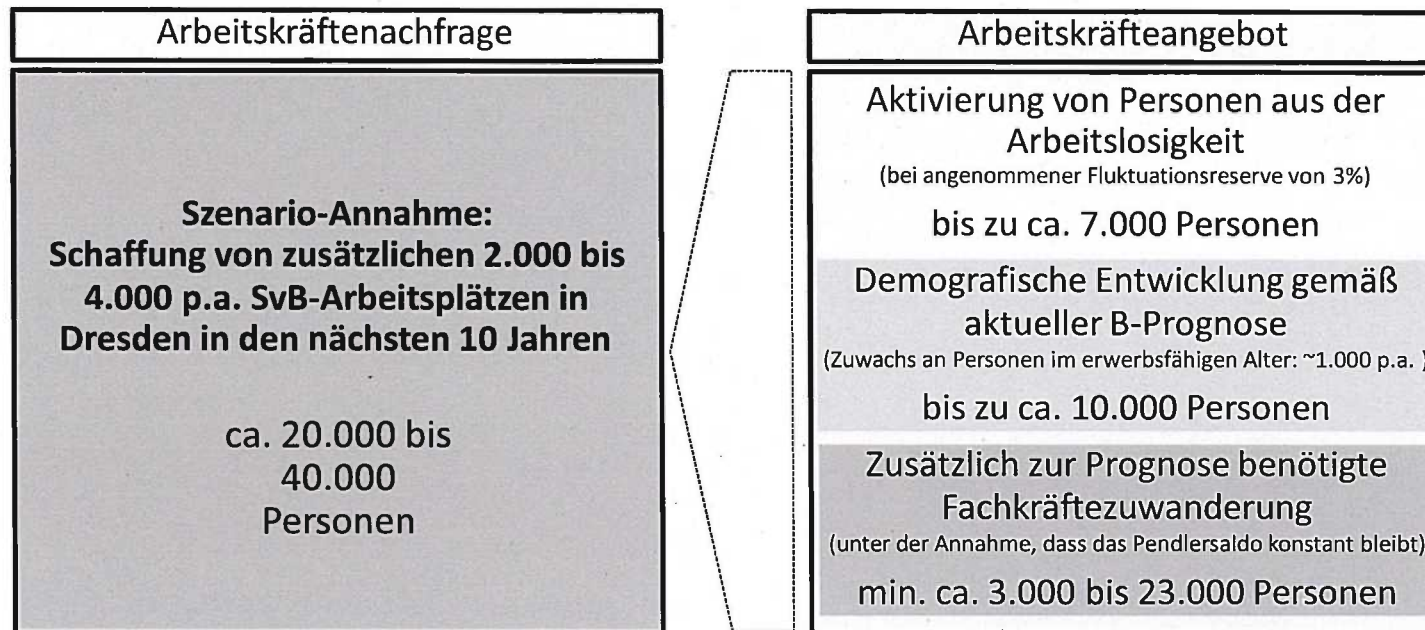 Arbeitskräftenachfrage
Szenario-Annahme:
Schaffung von zusätzlichen 2.000 bis
4.000 p.a. SvB-Arbeitsplätzen in
Dresden in den nächsten 10 Jahren
ca. 20.000 bis
40.000
Personen
Arbeitskräfteangebot
Aktivierung von Personen aus der
Arbeitslosigkeit
(bei angenommener Fluktuationsreserve von 3%)
bis zu ca. 7.000 Personen
Demografische Entwicklung gemäß
aktueller B-Prognose
(Zuwachs an Personen im erwerbsfähigen Alter: ~1.000 p.a. )
bis zu ca. 10.000 Personen
Zusätzlich zur Prognose benötigte
Fachkräftezuwanderung
(unter der Annahme, dass das Pendlersaldo konstant bleibt)
min. ca. 3.000 bis 23.000 Personen